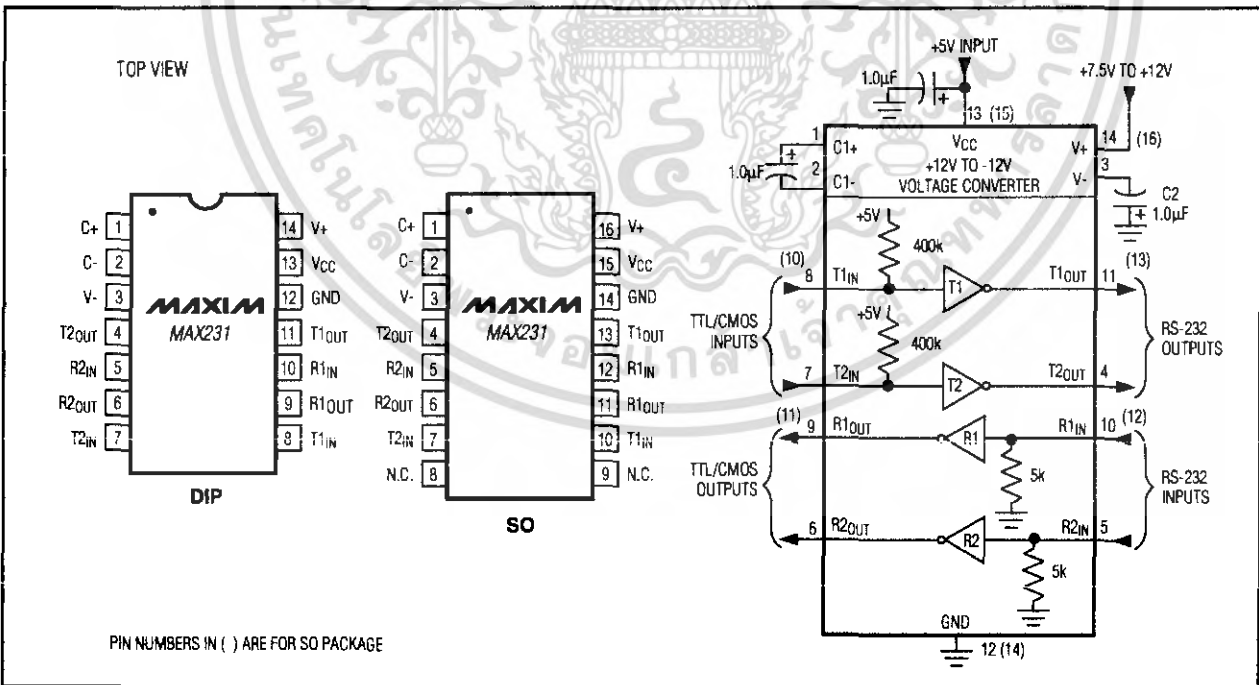 TOP VIEW
C+ 1
C- 2
V- 3
T2OUT 4
R2IN 5
R2OUT 6
T2IN 7
14 V+
13 VCC
12 GND
11 T1OUT
10 R1IN
9 R1OUT
8 T1IN
MAXIM
MAX231
DIP
C+ 1
C- 2
V- 3
T2OUT 4
R2IN 5
R2OUT 6
T2IN 7
N.C. 8
16 V+
15 VCC
14 GND
13 T1OUT
12 R1IN
11 R1OUT
10 T1IN
9 N.C.
MAXIM
MAX231
SO
+5V INPUT
1.0µF
+
+7.5V TO +12V
13 (15)
1 C1+
2 C1-
1.0µF
+
VCC
+12V TO -12V
VOLTAGE CONVERTER
V+ 14 (16)
V- 3
C2
+ 1.0µF
+5V
400k
(10)
8 T1IN
T1
T1OUT 11 (13)
+5V
400k
TTL/CMOS
INPUTS
RS-232
OUTPUTS
7 T2IN
T2
T2OUT 4
(11)
9 R1OUT
R1
R1IN 10
(12)
5k
TTL/CMOS
OUTPUTS
RS-232
INPUTS
6 R2OUT
R2
R2IN 5
5k
GND
12 (14)
PIN NUMBERS IN ( ) ARE FOR SO PACKAGE